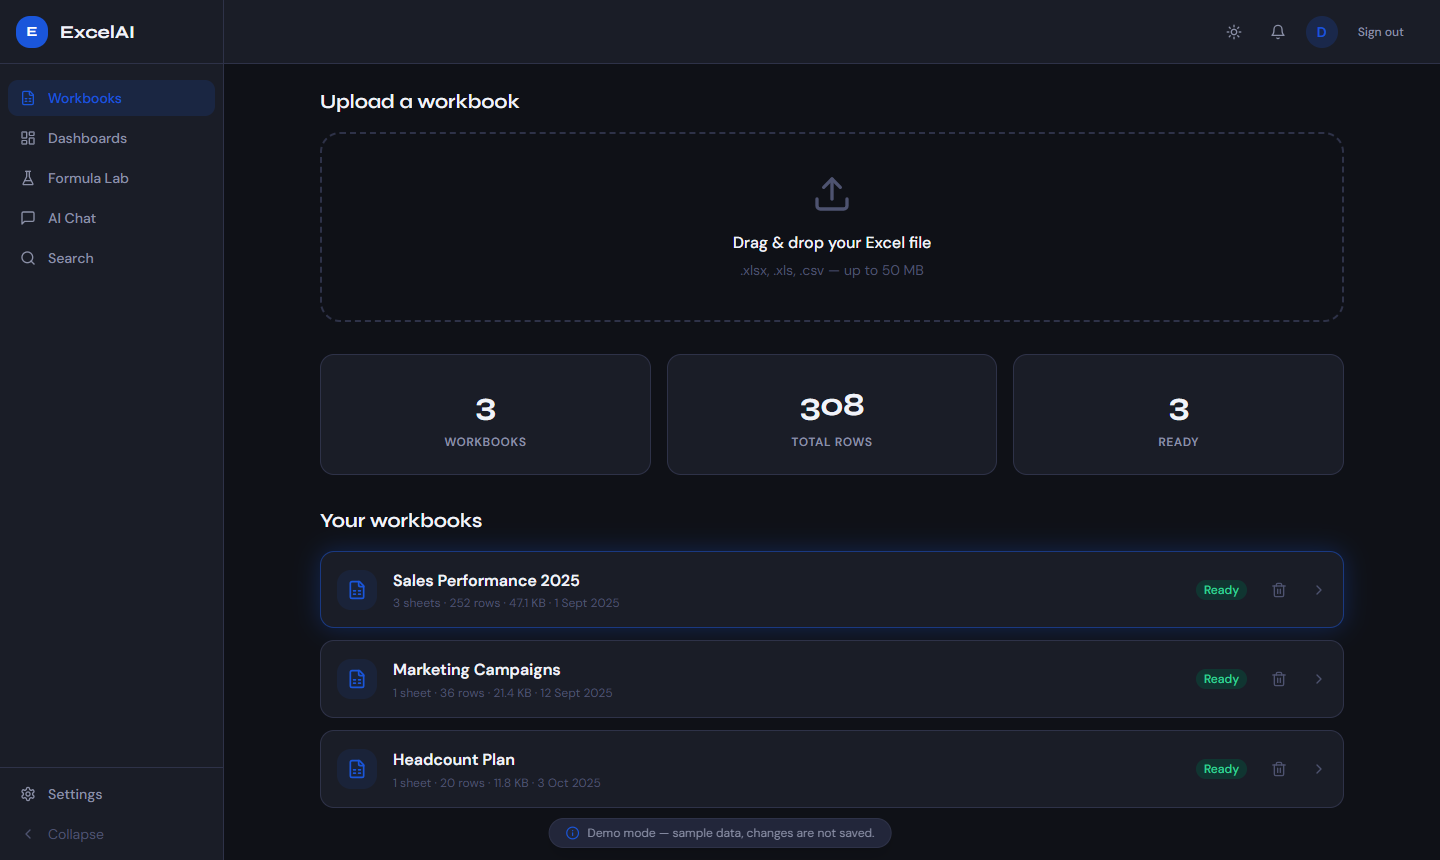 E ExcelAI
D Sign out
Workbooks
Dashboards
Formula Lab
AI Chat
Search
Settings
Collapse
Upload a workbook
Drag & drop your Excel file
.xlsx, .xls, .csv — up to 50 MB
3
WORKBOOKS
308
TOTAL ROWS
3
READY
Your workbooks
Sales Performance 2025
3 sheets · 252 rows · 47.1 KB · 1 Sept 2025
Ready
Marketing Campaigns
1 sheet · 36 rows · 21.4 KB · 12 Sept 2025
Ready
Headcount Plan
1 sheet · 20 rows · 11.8 KB · 3 Oct 2025
Ready
Demo mode — sample data, changes are not saved.